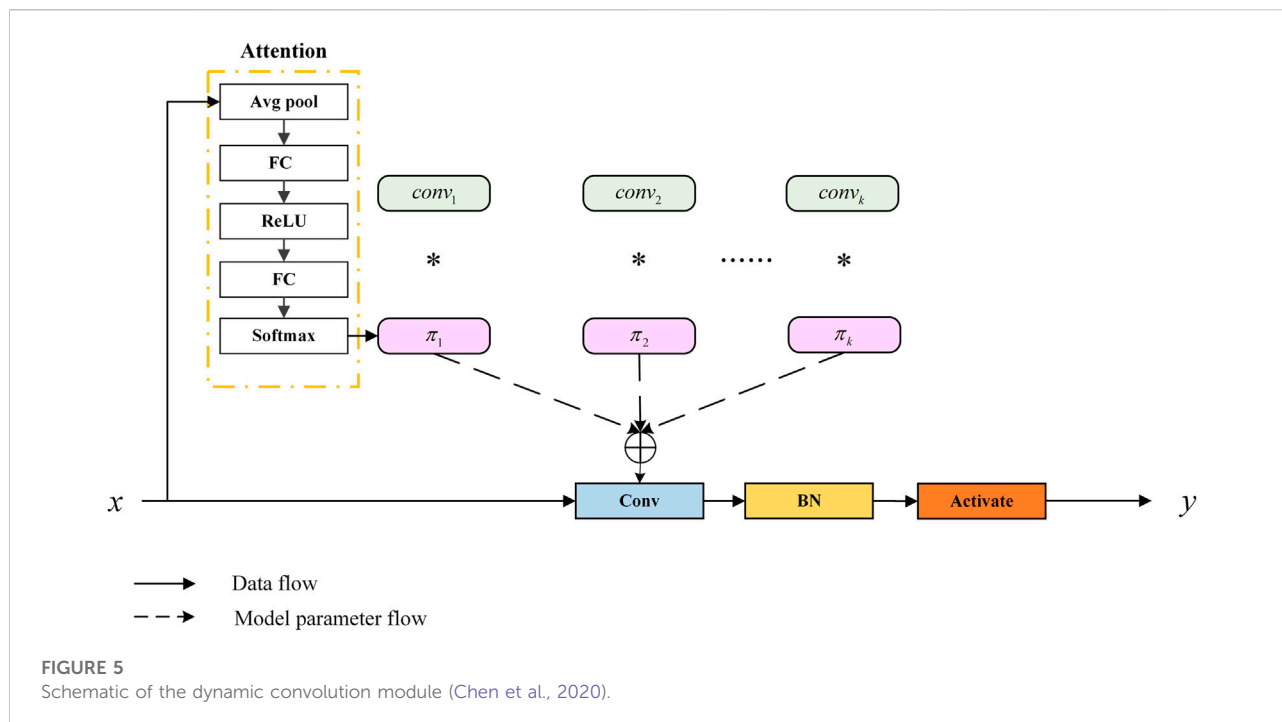 Attention
Avg pool
FC
ReLU
FC
Softmax
conv₁ conv₂ convₖ
* * ...... *
π₁ π₂ πₖ
x Conv BN Activate y
Data flow
Model parameter flow
FIGURE 5
Schematic of the dynamic convolution module (Chen et al., 2020).